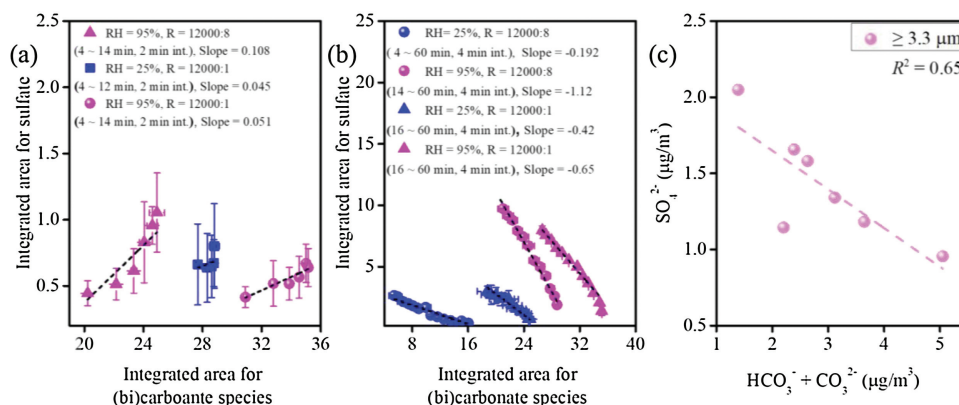 (a)
RH = 95%, R = 12000:8
(4 ~ 14 min, 2 min int.), Slope = 0.108
RH = 25%, R = 12000:1
(4 ~ 12 min, 2 min int.), Slope = 0.045
RH = 95%, R = 12000:1
(4 ~ 14 min, 2 min int.), Slope = 0.051
Integrated area for sulfate
2.5
2.0
1.5
1.0
0.5
20 24 28 32 36
Integrated area for
(bi)carboante species
(b)
RH= 25%, R = 12000:8
( 4 ~ 60 min, 4 min int.), Slope = -0.192
RH = 95%, R = 12000:8
(14 ~ 60 min, 4 min int.), Slope = -1.12
RH = 25%, R = 12000:1
(16 ~ 60 min, 4 min int.), Slope = -0.42
RH = 95%, R = 12000:1
(16 ~ 60 min, 4 min int.), Slope = -0.65
Integrated area for sulfate
25
20
15
10
5
8 16 24 32 40
Integrated area for
(bi)carbonate species
(c)
≥ 3.3 μm
R² = 0.65
SO₄²⁻ (μg/m³)
2.5
2.0
1.5
1.0
0.5
1 2 3 4 5
HCO₃⁻ + CO₃²⁻ (μg/m³)